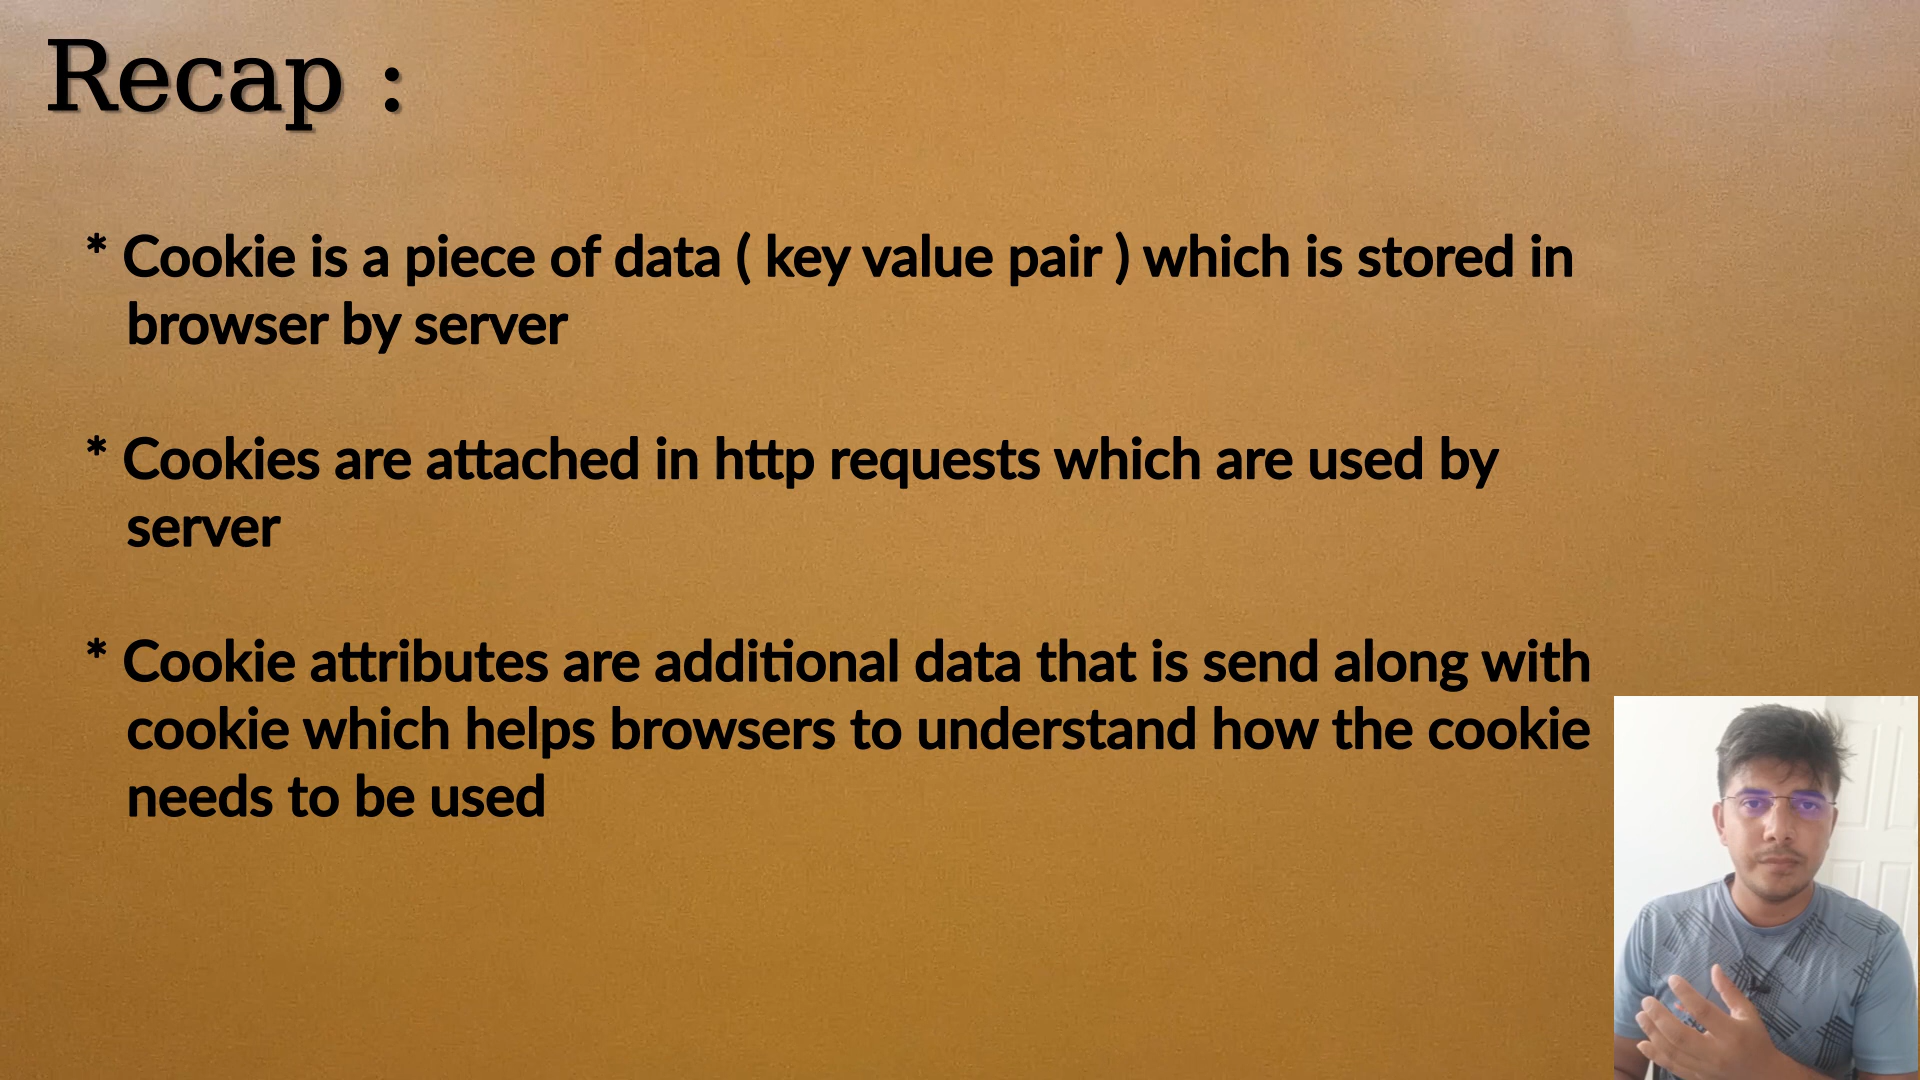 Recap :
* Cookie is a piece of data ( key value pair ) which is stored in
browser by server
* Cookies are attached in http requests which are used by
server
* Cookie attributes are additional data that is send along with
cookie which helps browsers to understand how the cookie
needs to be used